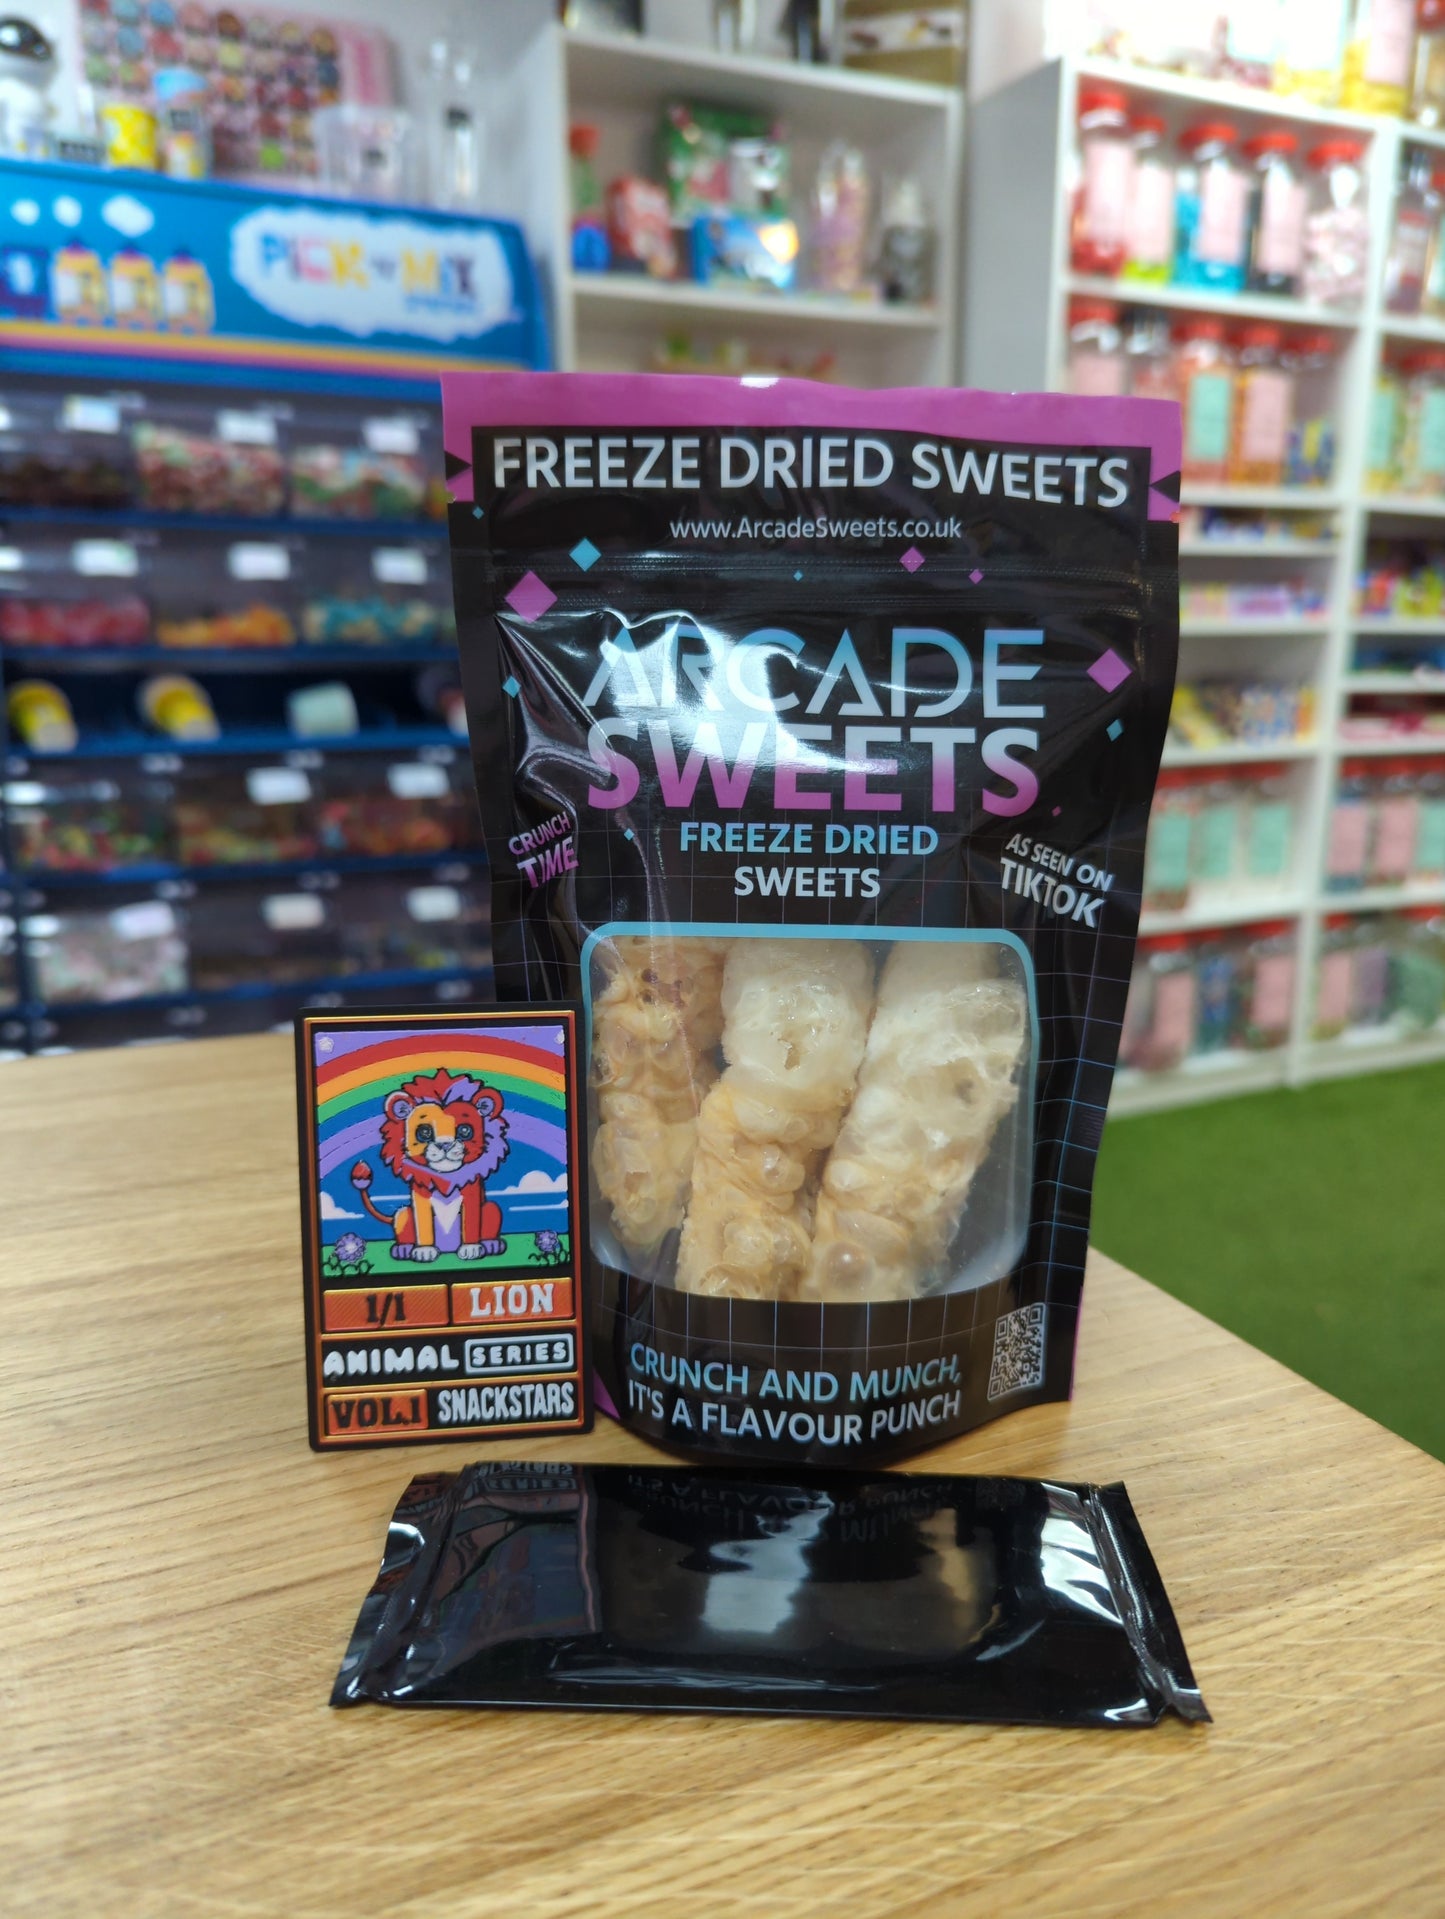 PICK N MIX
FREEZE DRIED SWEETS
www.ArcadeSweets.co.uk
ARCADE
SWEETS
FREEZE DRIED
SWEETS
CRUNCH
TIME
AS SEEN ON
TIKTOK
CRUNCH AND MUNCH,
IT'S A FLAVOUR PUNCH
1/1 LION
ANIMAL SERIES
VOL.1 SNACKSTARS